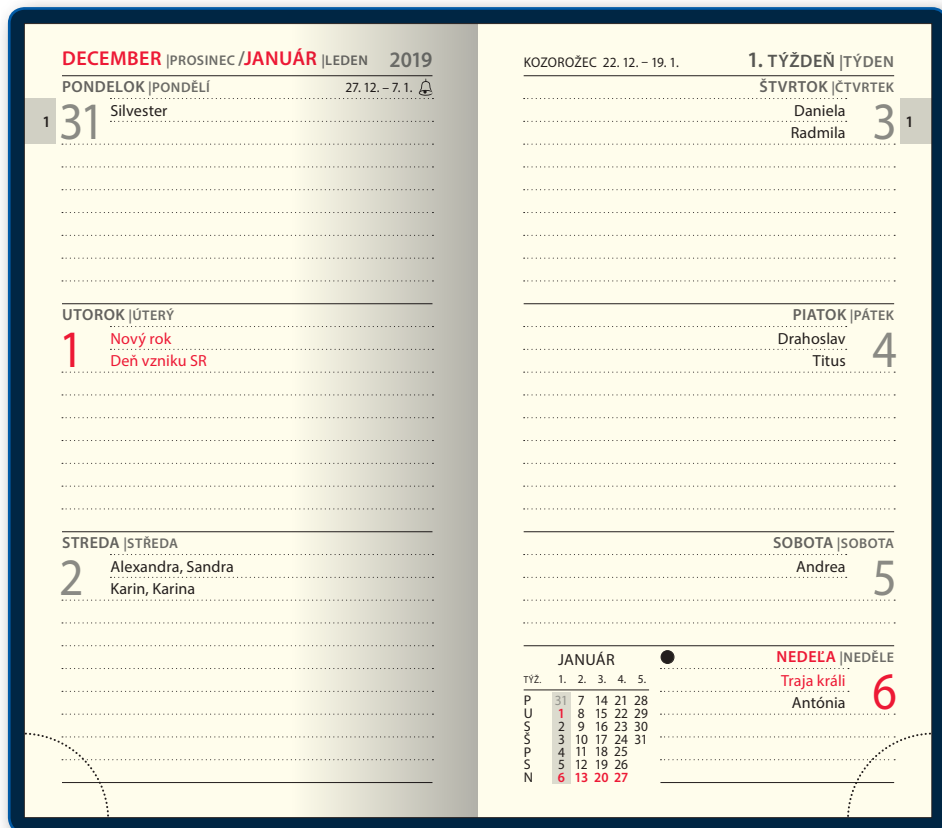 DECEMBER |PROSINEC /JANUÁR |LEDEN 2019
PONDELOK |PONDĚLÍ 27. 12. – 7. 1.
1
31 Silvester
UTOROK |ÚTERÝ
1 Nový rok
Deň vzniku SR
STREDA |STŘEDA
2 Alexandra, Sandra
Karin, Karina
KOZOROŽEC 22. 12. – 19. 1. 1. TÝŽDEŇ |TÝDEN
ŠTVRTOK |ČTVRTEK
Daniela 3 1
Radmila
PIATOK |PÁTEK
Drahoslav 4
Titus
SOBOTA |SOBOTA
Andrea 5
NEDEĽA |NEDĚLE
Traja králi 6
Antónia
JANUÁR
TÝŽ. 1. 2. 3. 4. 5.
P 31 7 14 21 28
U 1 8 15 22 29
S 2 9 16 23 30
Š 3 10 17 24 31
P 4 11 18 25
S 5 12 19 26
N 6 13 20 27